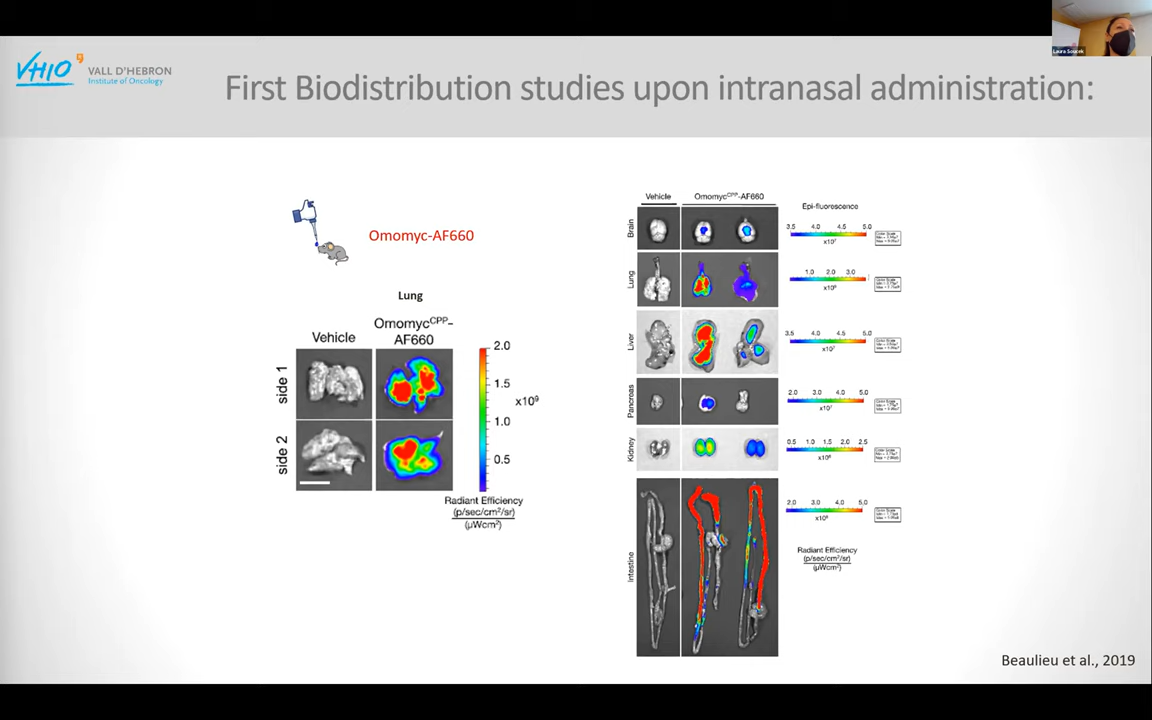 Laura Soucek
VHIO
VALL D'HEBRON
Institute of Oncology
First Biodistribution studies upon intranasal administration:
Omomyc-AF660
Lung
Vehicle
OmomycCPP-
AF660
side 1
side 2
2.0
1.5
1.0
0.5
x10⁹
Radiant Efficiency
(p/sec/cm²/sr)
(µWcm²)
Vehicle
OmomycCPP-AF660
Epi-fluorescence
Brain
3.5 4.0 4.5 5.0
x10⁷
Lung
1.0 2.0 3.0
Liver
3.5 4.0 4.5 5.0
x10⁷
Pancreas
2.0 3.0 4.0 5.0
x10⁷
Kidney
0.5 1.0 1.5 2.0 2.5
Intestine
2.0 3.0 4.0 5.0
Radiant Efficiency
(p/sec/cm²/sr)
(µWcm²)
Beaulieu et al., 2019